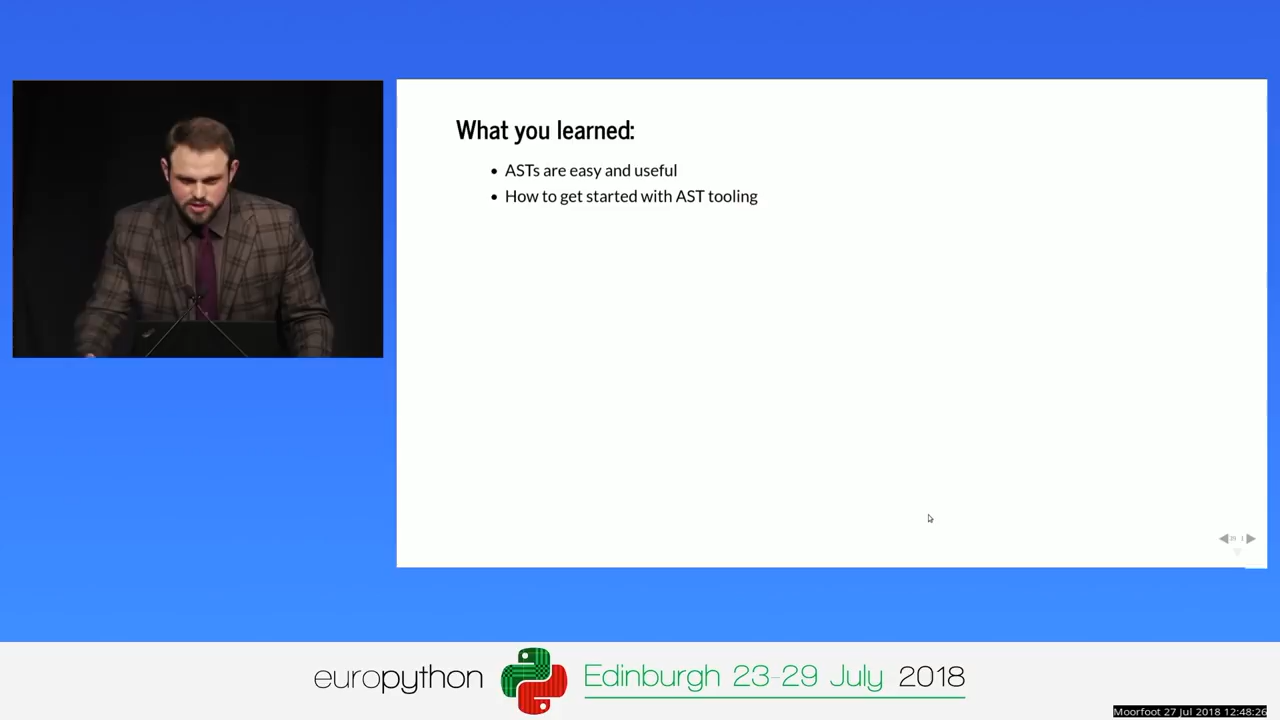 What you learned:
• ASTs are easy and useful
• How to get started with AST tooling
europython
Edinburgh 23-29 July 2018
Moorfoot 27 Jul 2018 12:48:26